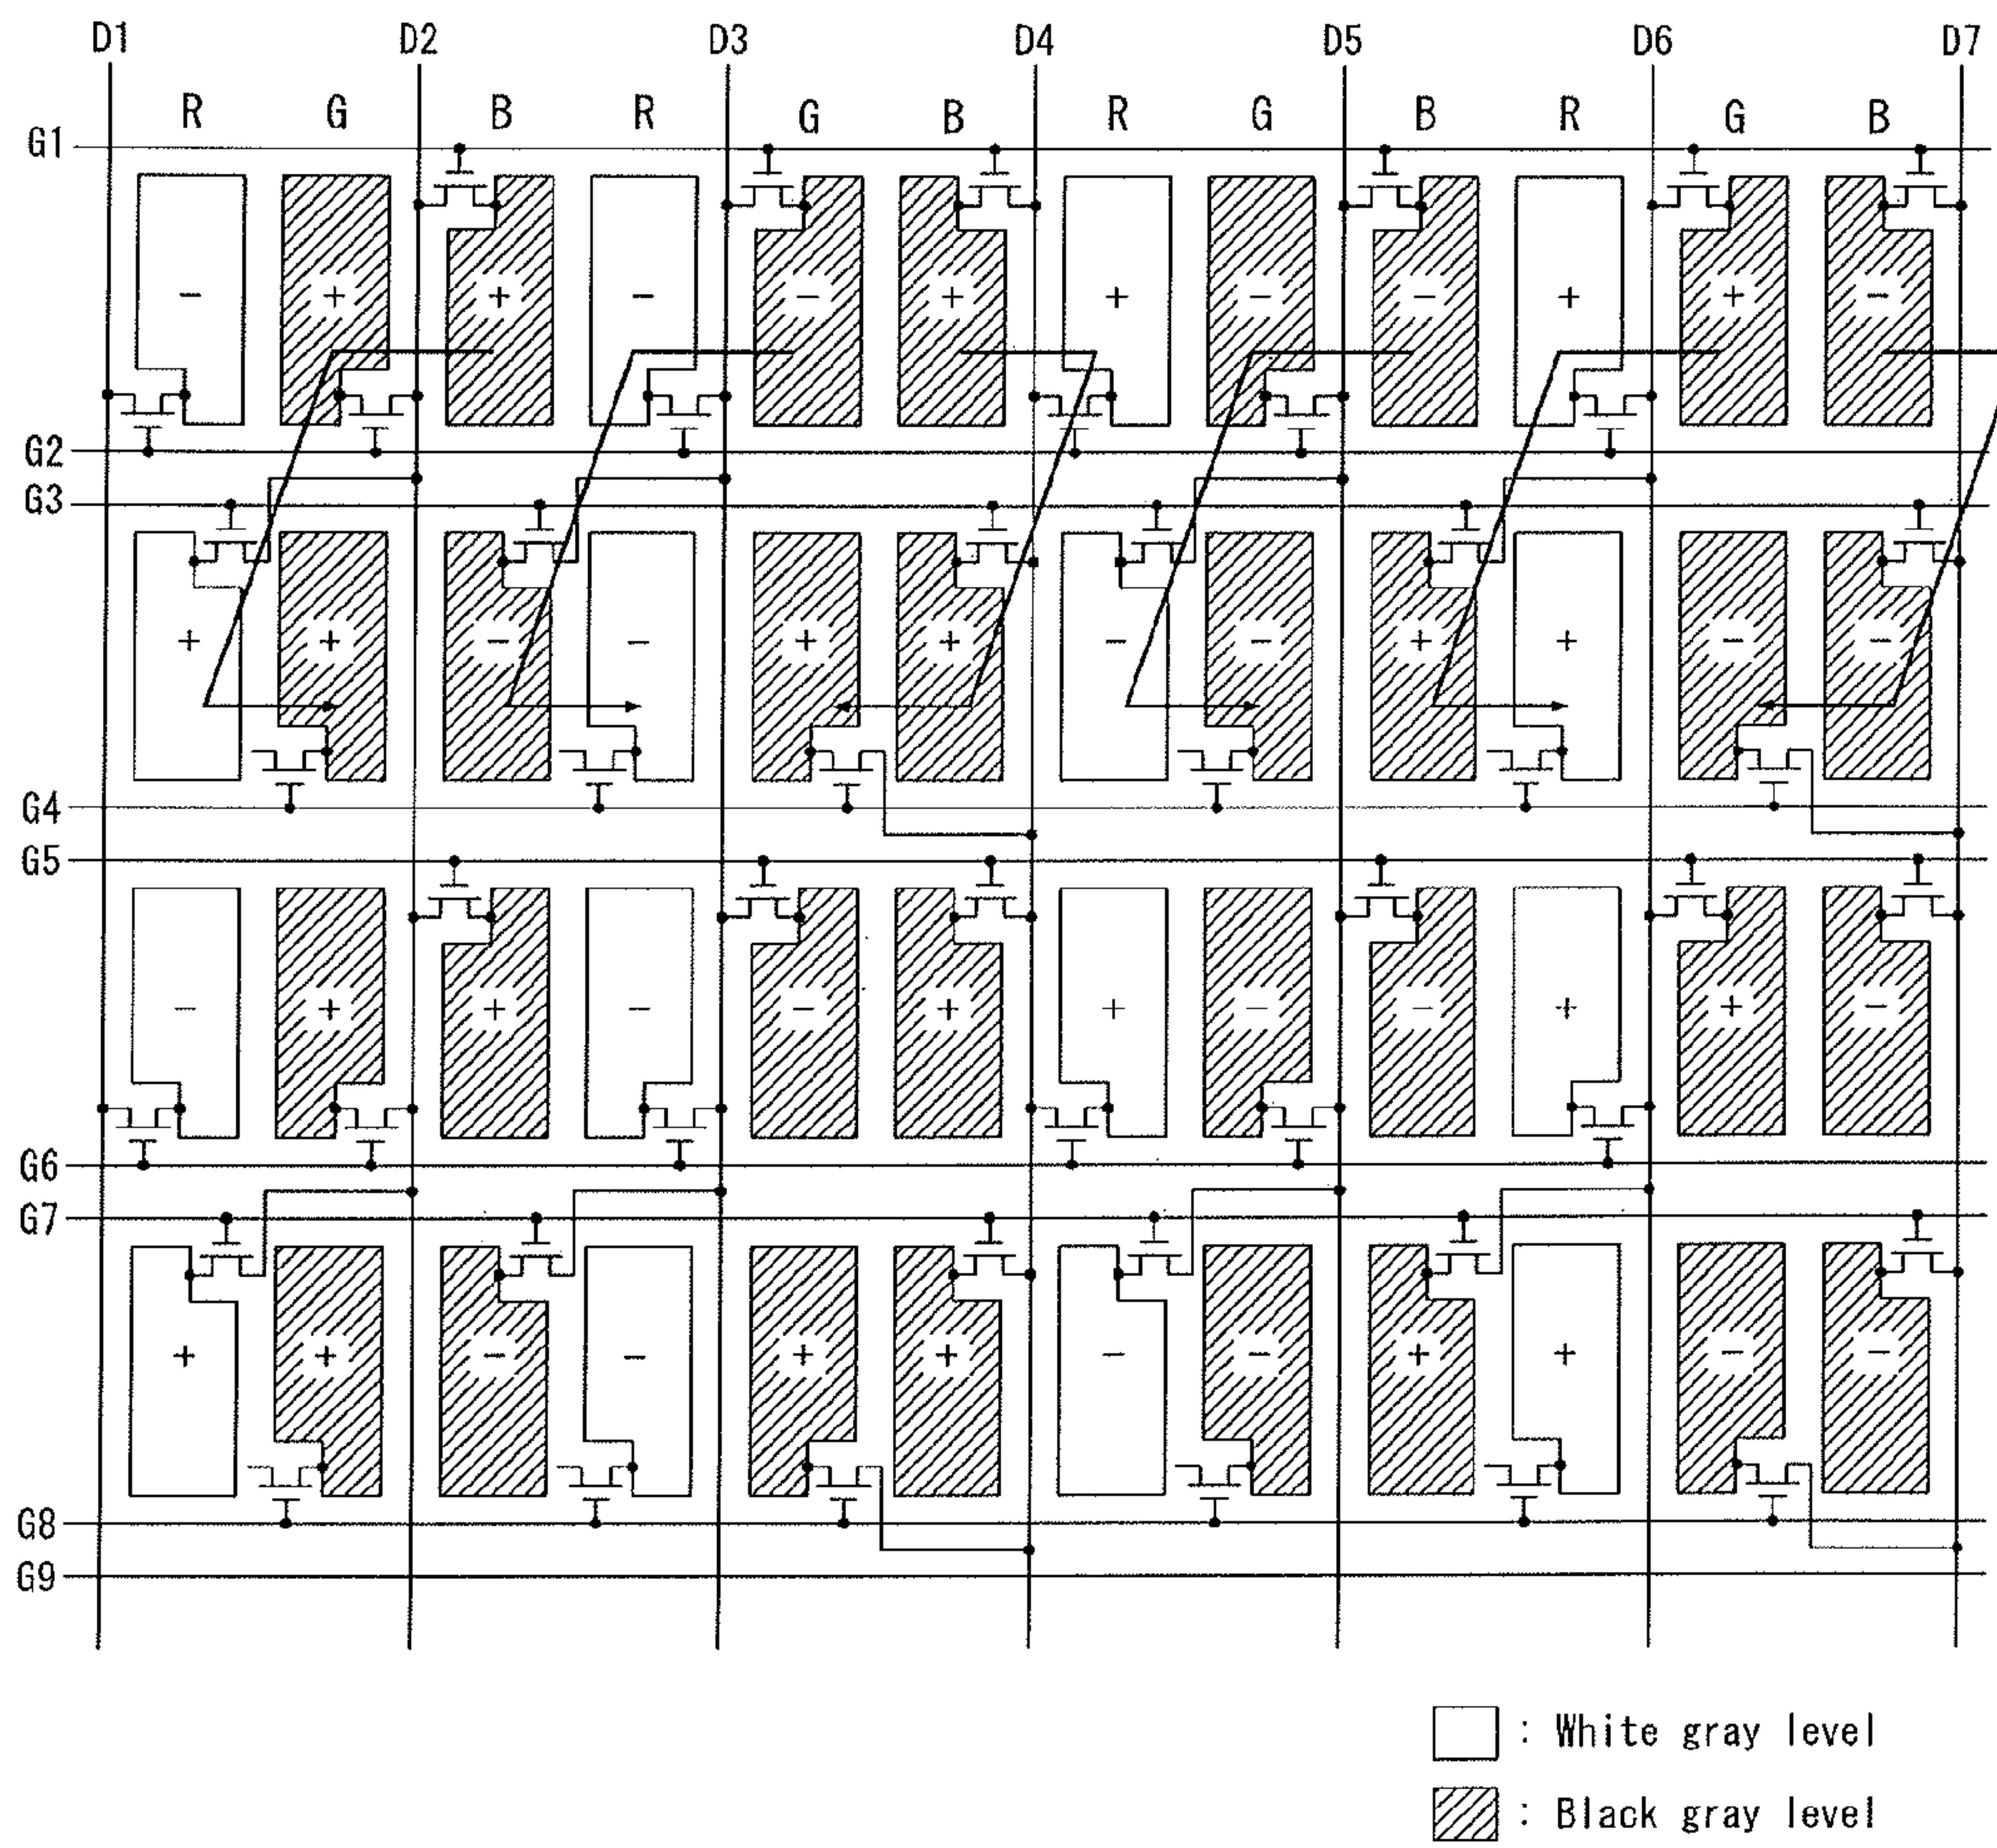 D1 D2 D3 D4 D5 D6 D7
R G B R G B R G B R G B
G1
- + + - - + + - - + + -
G2
G3
+ + - - + + - - + + - -
G4
G5
- + + - - + + - - + + -
G6
G7
+ + - - + + - - + + - -
G8
G9
: White gray level
: Black gray level